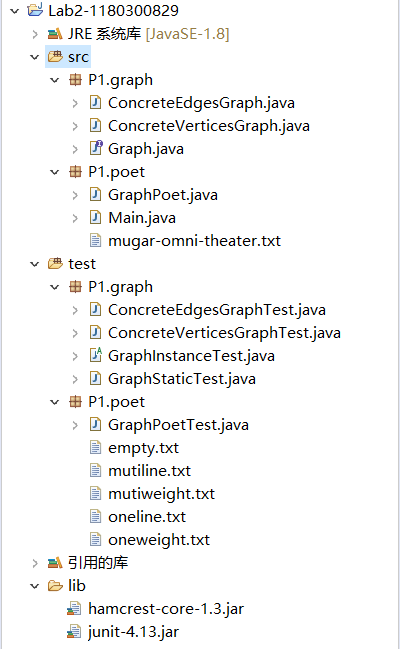 Lab2-1180300829
JRE 系统库 [JavaSE-1.8]
src
P1.graph
ConcreteEdgesGraph.java
ConcreteVerticesGraph.java
Graph.java
P1.poet
GraphPoet.java
Main.java
mugar-omni-theater.txt
test
P1.graph
ConcreteEdgesGraphTest.java
ConcreteVerticesGraphTest.java
GraphInstanceTest.java
GraphStaticTest.java
P1.poet
GraphPoetTest.java
empty.txt
mutiline.txt
mutiweight.txt
oneline.txt
oneweight.txt
引用的库
lib
hamcrest-core-1.3.jar
junit-4.13.jar